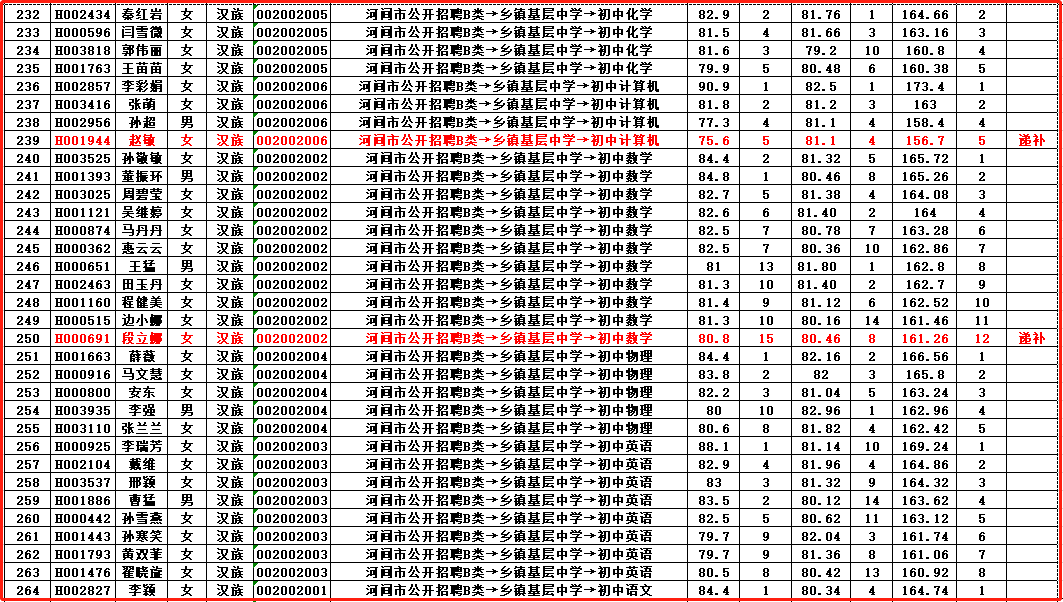 232 H002434 秦红岩 女 汉族 002002005 河间市公开招聘B类→乡镇基层中学→初中化学 82.9 2 81.76 1 164.66 2
233 H000596 闫雪薇 女 汉族 002002005 河间市公开招聘B类→乡镇基层中学→初中化学 81.5 4 81.66 3 163.16 3
234 H003818 郭伟丽 女 汉族 002002005 河间市公开招聘B类→乡镇基层中学→初中化学 81.6 3 79.2 10 160.8 4
235 H001763 王苗苗 女 汉族 002002005 河间市公开招聘B类→乡镇基层中学→初中化学 79.9 5 80.48 6 160.38 5
236 H002857 李彩娟 女 汉族 002002006 河间市公开招聘B类→乡镇基层中学→初中计算机 90.9 1 82.5 1 173.4 1
237 H003416 张萌 女 汉族 002002006 河间市公开招聘B类→乡镇基层中学→初中计算机 81.8 2 81.2 3 163 2
238 H002956 孙超 男 汉族 002002006 河间市公开招聘B类→乡镇基层中学→初中计算机 77.3 4 81.1 4 158.4 4
239 H001944 赵敏 女 汉族 002002006 河间市公开招聘B类→乡镇基层中学→初中计算机 75.6 5 81.1 4 156.7 5 递补
240 H003525 孙敬敏 女 汉族 002002002 河间市公开招聘B类→乡镇基层中学→初中数学 84.4 2 81.32 5 165.72 1
241 H001393 董振环 男 汉族 002002002 河间市公开招聘B类→乡镇基层中学→初中数学 84.8 1 80.46 8 165.26 2
242 H003025 周碧莹 女 汉族 002002002 河间市公开招聘B类→乡镇基层中学→初中数学 82.7 5 81.38 4 164.08 3
243 H001121 吴维婷 女 汉族 002002002 河间市公开招聘B类→乡镇基层中学→初中数学 82.6 6 81.40 2 164 4
244 H000874 马丹丹 女 汉族 002002002 河间市公开招聘B类→乡镇基层中学→初中数学 82.5 7 80.78 7 163.28 6
245 H000362 惠云云 女 汉族 002002002 河间市公开招聘B类→乡镇基层中学→初中数学 82.5 7 80.36 10 162.86 7
246 H000651 王猛 男 汉族 002002002 河间市公开招聘B类→乡镇基层中学→初中数学 81 13 81.80 1 162.8 8
247 H002463 田玉丹 女 汉族 002002002 河间市公开招聘B类→乡镇基层中学→初中数学 81.3 10 81.40 2 162.7 9
248 H001160 程健美 女 汉族 002002002 河间市公开招聘B类→乡镇基层中学→初中数学 81.4 9 81.12 6 162.52 10
249 H000515 边小娜 女 汉族 002002002 河间市公开招聘B类→乡镇基层中学→初中数学 81.3 10 80.16 14 161.46 11
250 H000691 段立娜 女 汉族 002002002 河间市公开招聘B类→乡镇基层中学→初中数学 80.8 15 80.46 8 161.26 12 递补
251 H001663 薛薇 女 汉族 002002004 河间市公开招聘B类→乡镇基层中学→初中物理 84.4 1 82.16 2 166.56 1
252 H000916 马文慧 女 汉族 002002004 河间市公开招聘B类→乡镇基层中学→初中物理 83.8 2 82 3 165.8 2
253 H000800 安东 女 汉族 002002004 河间市公开招聘B类→乡镇基层中学→初中物理 82.2 3 81.04 5 163.24 3
254 H003935 李强 男 汉族 002002004 河间市公开招聘B类→乡镇基层中学→初中物理 80 10 82.96 1 162.96 4
255 H003110 张兰兰 女 汉族 002002004 河间市公开招聘B类→乡镇基层中学→初中物理 80.6 8 81.82 4 162.42 5
256 H000925 李瑞芳 女 汉族 002002003 河间市公开招聘B类→乡镇基层中学→初中英语 88.1 1 81.14 10 169.24 1
257 H002104 戴维 女 汉族 002002003 河间市公开招聘B类→乡镇基层中学→初中英语 82.9 4 81.96 4 164.86 2
258 H003537 邢颖 女 汉族 002002003 河间市公开招聘B类→乡镇基层中学→初中英语 83 3 81.32 9 164.32 3
259 H001886 曹猛 男 汉族 002002003 河间市公开招聘B类→乡镇基层中学→初中英语 83.5 2 80.12 14 163.62 4
260 H000442 孙雪燕 女 汉族 002002003 河间市公开招聘B类→乡镇基层中学→初中英语 82.5 5 80.62 11 163.12 5
261 H001443 孙寒笑 女 汉族 002002003 河间市公开招聘B类→乡镇基层中学→初中英语 79.7 9 82.04 3 161.74 6
262 H001793 黄双菲 女 汉族 002002003 河间市公开招聘B类→乡镇基层中学→初中英语 79.7 9 81.36 8 161.06 7
263 H001476 翟晓旋 女 汉族 002002003 河间市公开招聘B类→乡镇基层中学→初中英语 80.5 8 80.42 13 160.92 8
264 H002827 李颖 女 汉族 002002001 河间市公开招聘B类→乡镇基层中学→初中语文 84.4 1 80.34 4 164.74 1